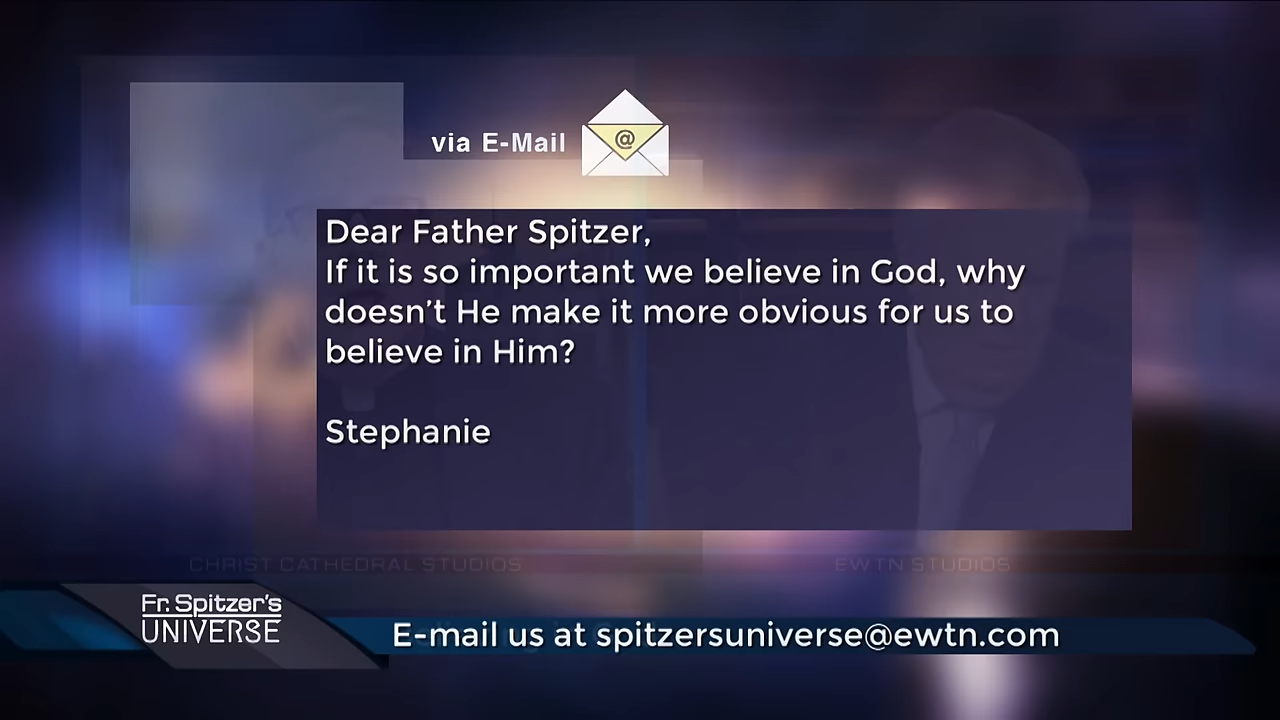 via E-Mail
@
Dear Father Spitzer,
If it is so important we believe in God, why
doesn't He make it more obvious for us to
believe in Him?
Stephanie
CHRIST CATHEDRAL STUDIOS
EWTN STUDIOS
Fr. Spitzer's
UNIVERSE
E-mail us at spitzersuniverse@ewtn.com